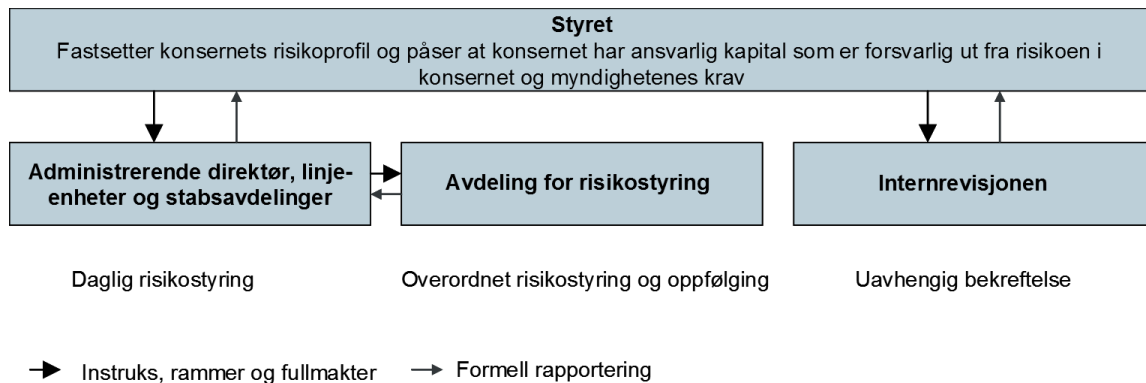 Styret
Fastsetter konsernets risikoprofil og påser at konsernet har ansvarlig kapital som er forsvarlig ut fra risikoen i
konsernet og myndighetenes krav
Administrerende direktør, linje-
enheter og stabsavdelinger
Avdeling for risikostyring
Internrevisjonen
Daglig risikostyring
Overordnet risikostyring og oppfølging
Uavhengig bekreftelse
Instruks, rammer og fullmakter
Formell rapportering